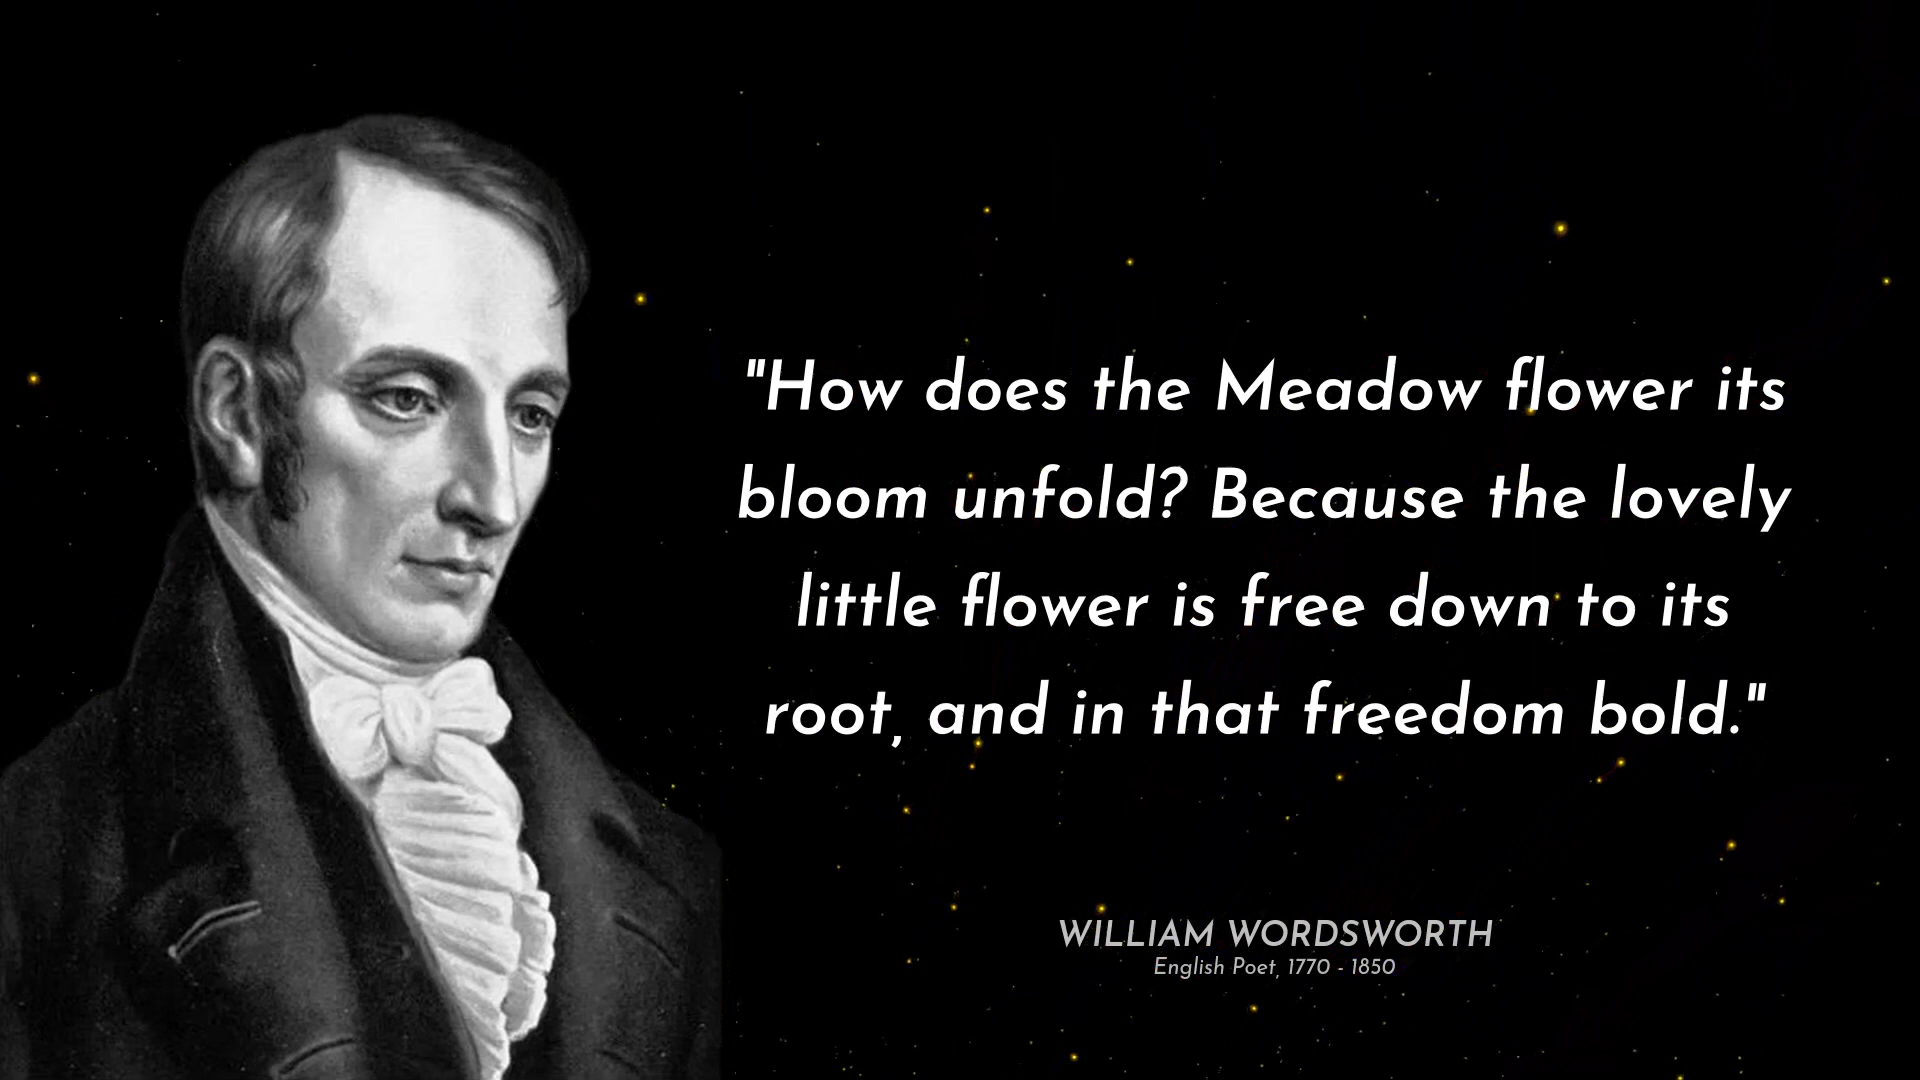 "How does the Meadow flower its
bloom unfold? Because the lovely
little flower is free down to its
root, and in that freedom bold."
WILLIAM WORDSWORTH
English Poet, 1770 - 1850